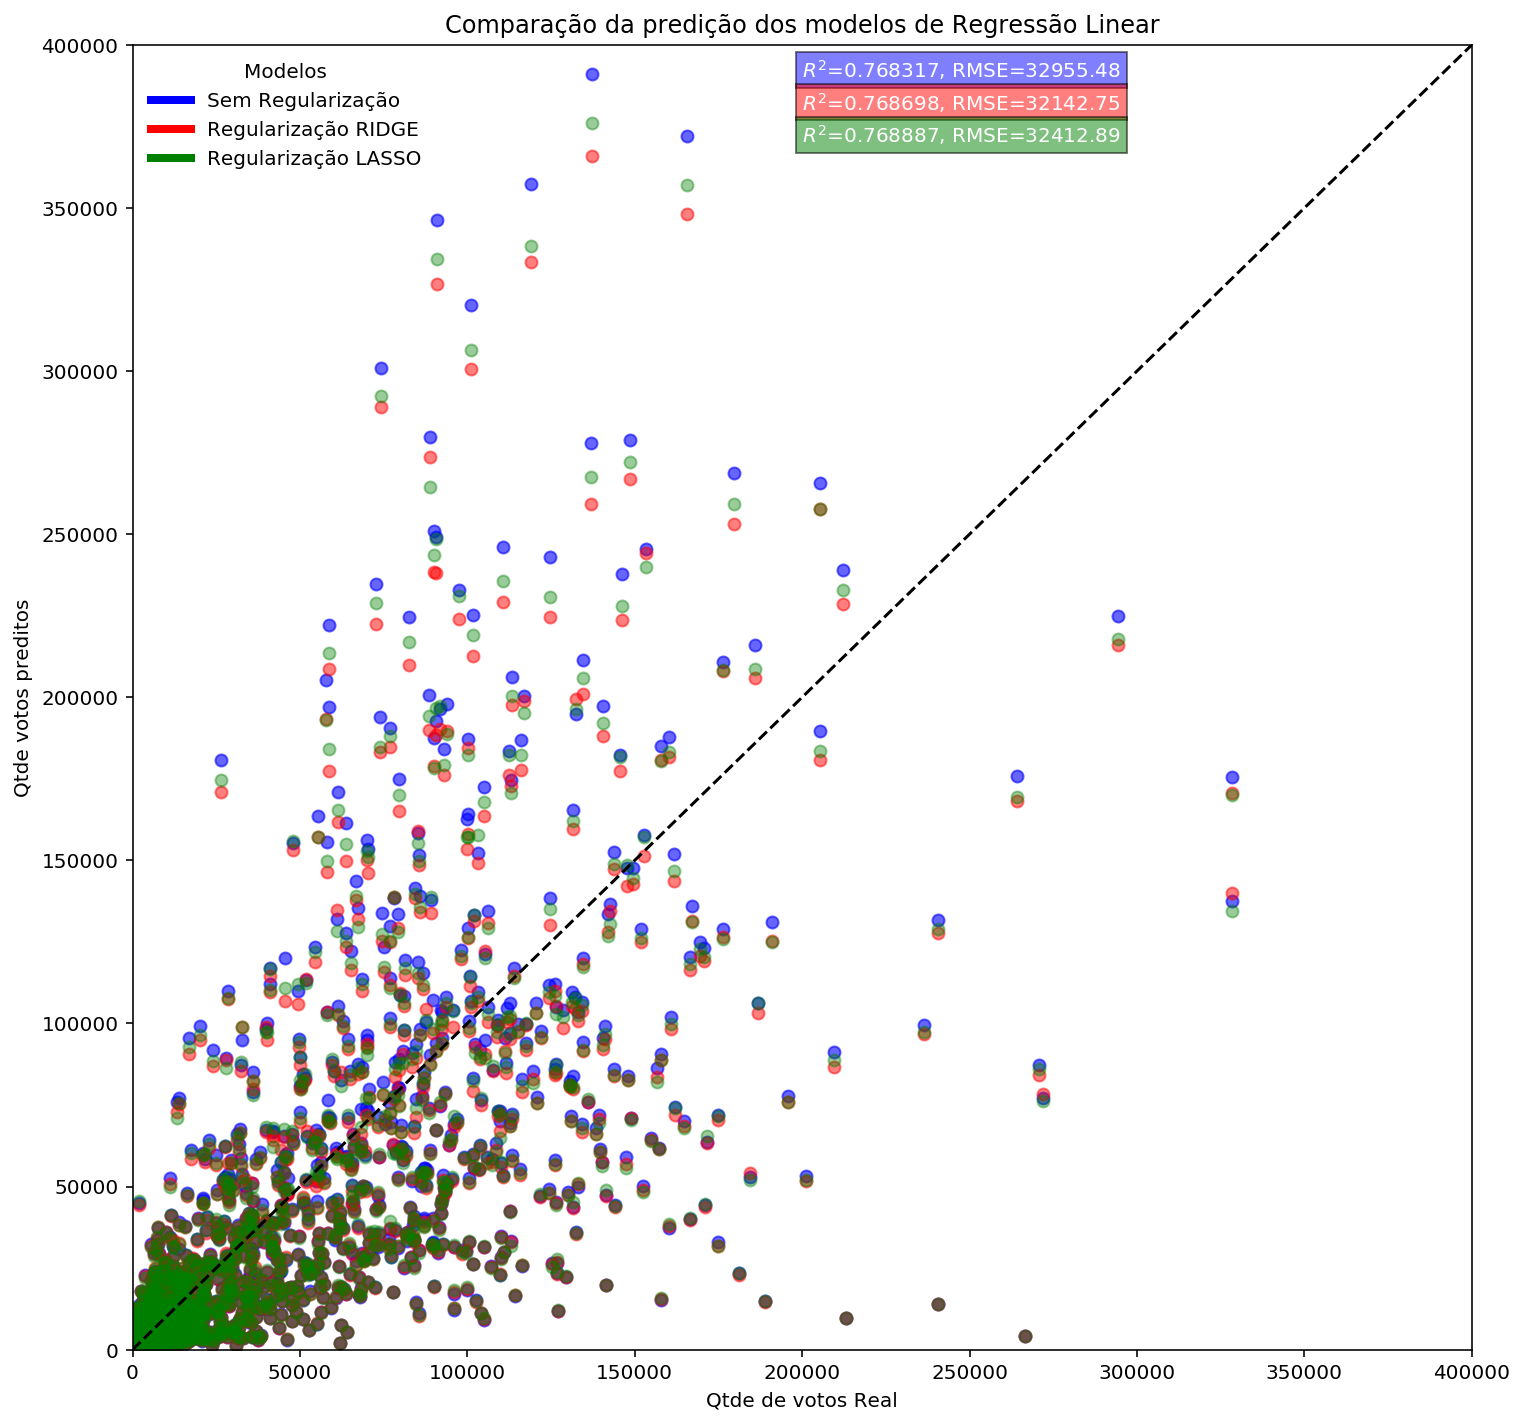 Comparação da predição dos modelos de Regressão Linear
400000
350000
300000
250000
200000
150000
100000
50000
0
Qtde votos preditos
Modelos
Sem Regularização
Regularização RIDGE
Regularização LASSO
R²=0.768317, RMSE=32955.48
R²=0.768698, RMSE=32142.75
R²=0.768887, RMSE=32412.89
0 50000 100000 150000 200000 250000 300000 350000 400000
Qtde de votos Real